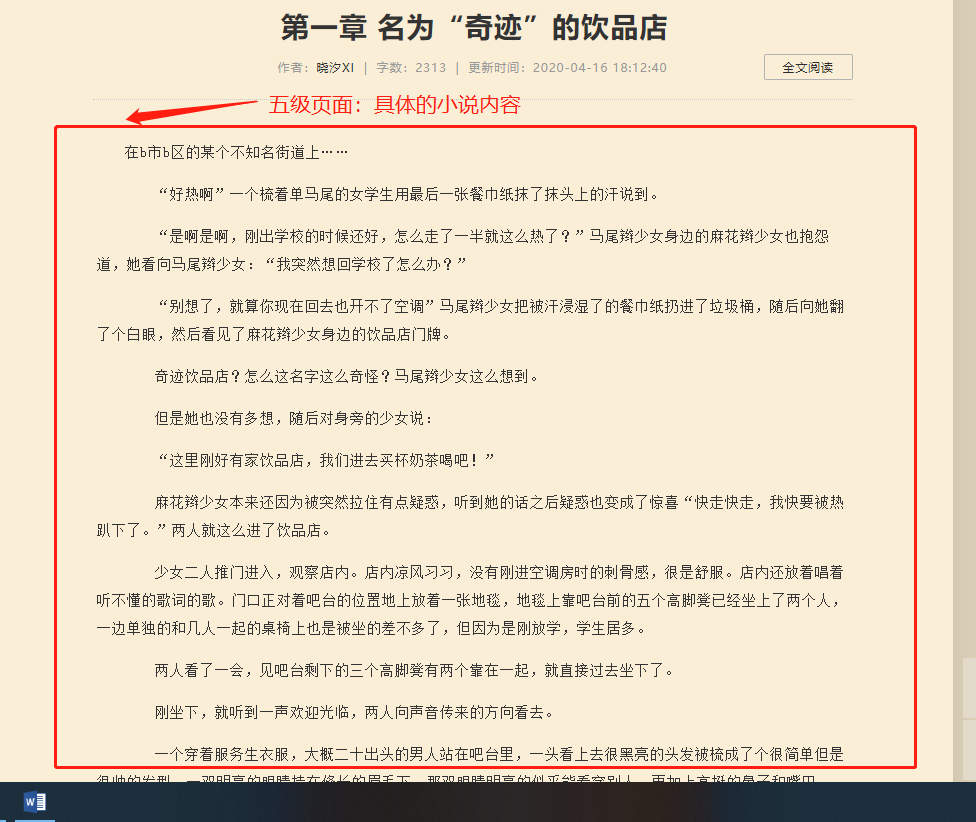 第一章 名为“奇迹”的饮品店
作者：晓汐XI | 字数：2313 | 更新时间：2020-04-16 18:12:40
全文阅读
五级页面：具体的小说内容
在b市b区的某个不知名街道上……
“好热啊”一个梳着单马尾的女学生用最后一张餐巾纸抹了抹头上的汗说到。
“是啊是啊，刚出学校的时候还好，怎么走了一半就这么热了？”马尾辫少女身边的麻花辫少女也抱怨
道，她看向马尾辫少女：“我突然想回学校了怎么办？”
“别想了，就算你现在回去也开不了空调”马尾辫少女把被汗浸湿了的餐巾纸扔进了垃圾桶，随后向她翻
了个白眼，然后看见了麻花辫少女身边的饮品店门牌。
奇迹饮品店？怎么这名字这么奇怪？马尾辫少女这么想到。
但是她也没有多想，随后对身旁的少女说：
“这里刚好有家饮品店，我们进去买杯奶茶喝吧！”
麻花辫少女本来还因为被突然拉住有点疑惑，听到她的话之后疑惑也变成了惊喜“快走快走，我快要被热
趴下了。”两人就这么进了饮品店。
少女二人推门进入，观察店内。店内凉风习习，没有刚进空调房时的刺骨感，很是舒服。店内还放着唱着
听不懂的歌词的歌。门口正对着吧台的位置地上放着一张地毯，地毯上靠吧台前的五个高脚凳已经坐上了两个人，
一边单独的和几人一起的桌椅上也是被坐的差不多了，但因为是刚放学，学生居多。
两人看了一会，见吧台剩下的三个高脚凳有两个靠在一起，就直接过去坐下了。
刚坐下，就听到一声欢迎光临，两人向声音传来的方向看去。
一个穿着服务生衣服，大概二十出头的男人站在吧台里，一头看上去很黑亮的头发被梳成了个很简单但是
很帅的发型，一双明亮的眼睛挂在修长的眉毛下，那双眼睛明亮的似乎能看穿别人，再加上高挺的鼻子和嘴巴
W